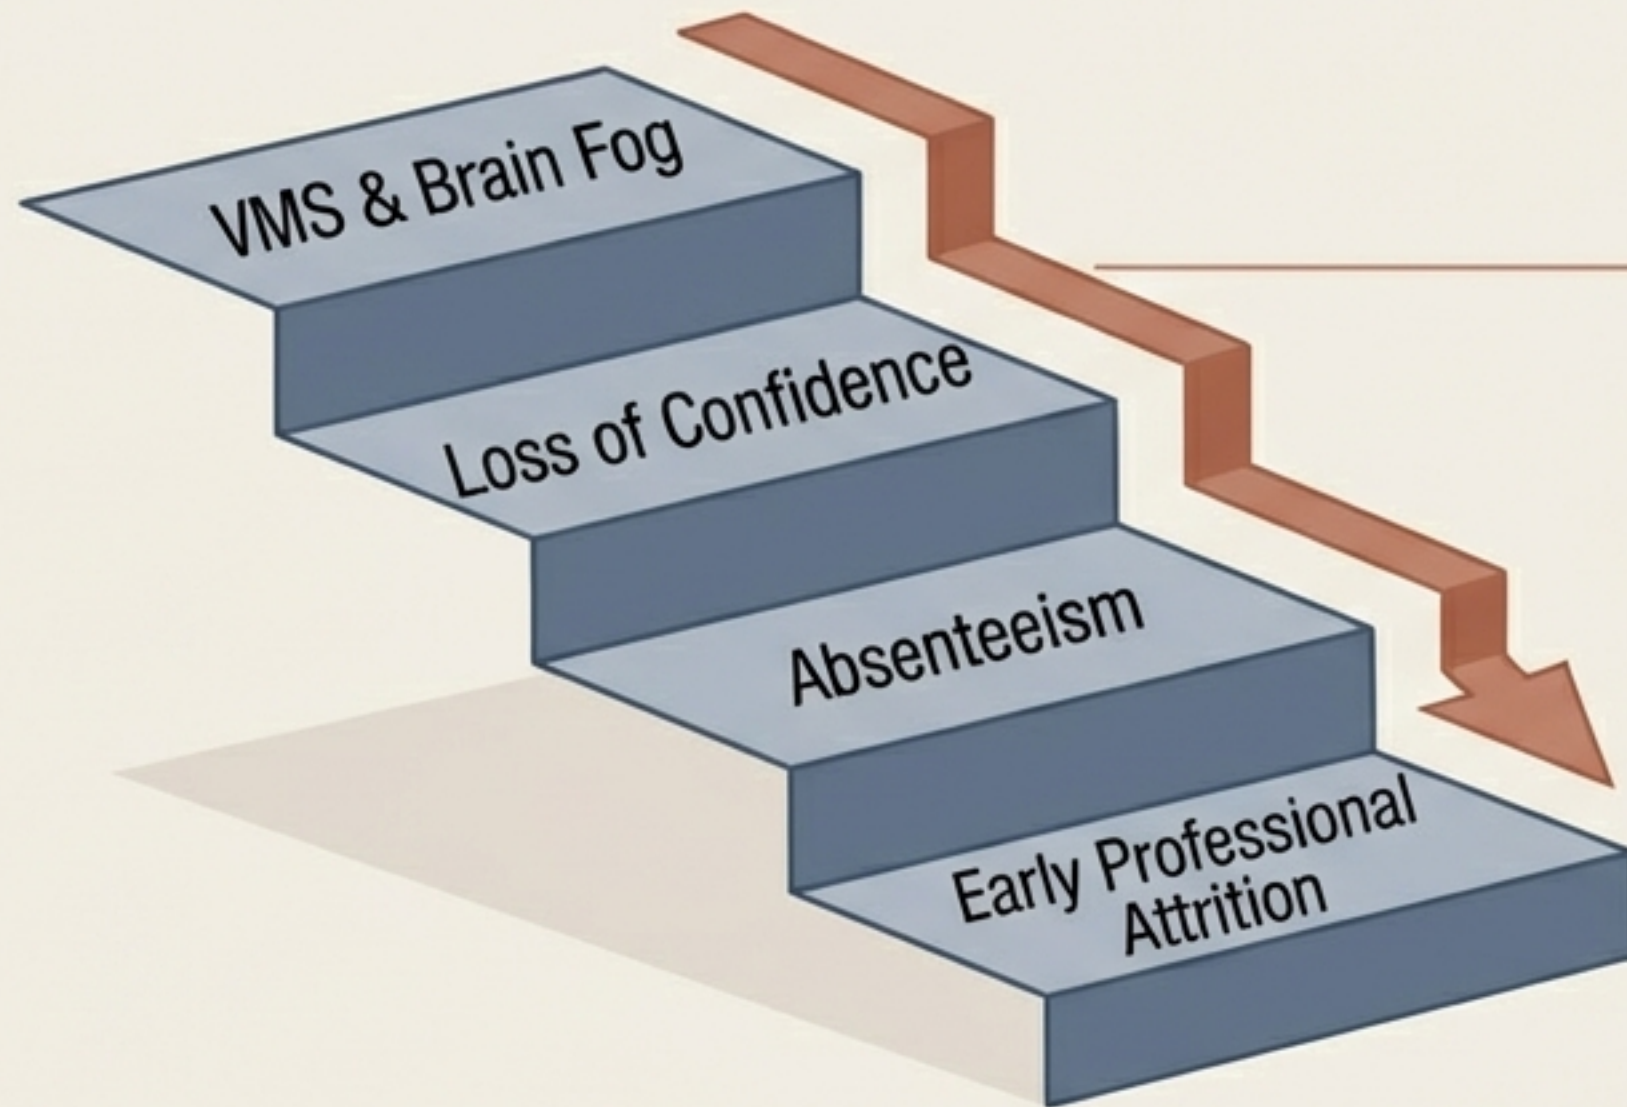 VMS & Brain Fog
Loss of Confidence
Absenteeism
Early Professional
Attrition